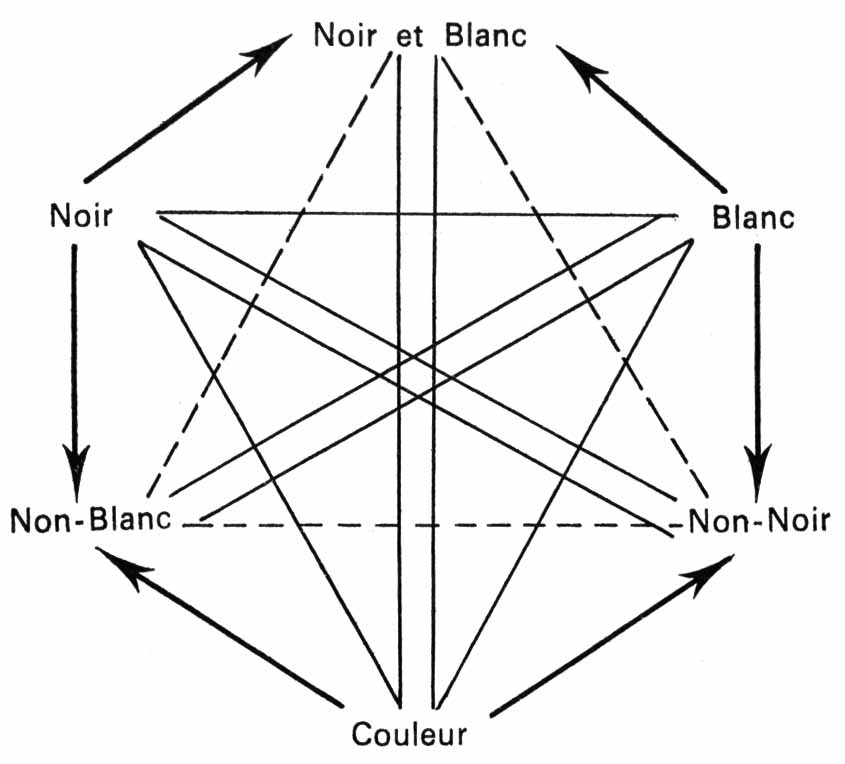 Noir et Blanc
Noir
Blanc
Non-Blanc
Non-Noir
Couleur